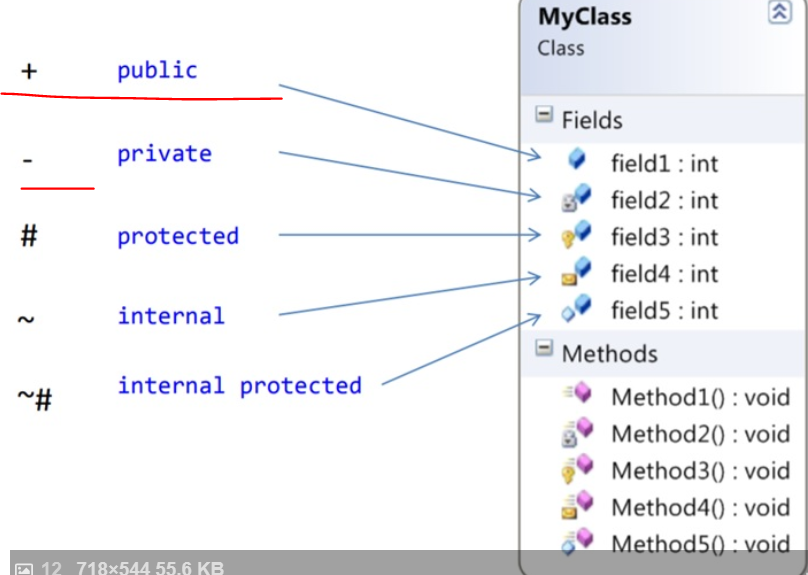 + public
- private
# protected
~ internal
~# internal protected
MyClass
Class
Fields
field1 : int
field2 : int
field3 : int
field4 : int
field5 : int
Methods
Method1() : void
Method2() : void
Method3() : void
Method4() : void
Method5() : void
12 718×544 55.6 KB